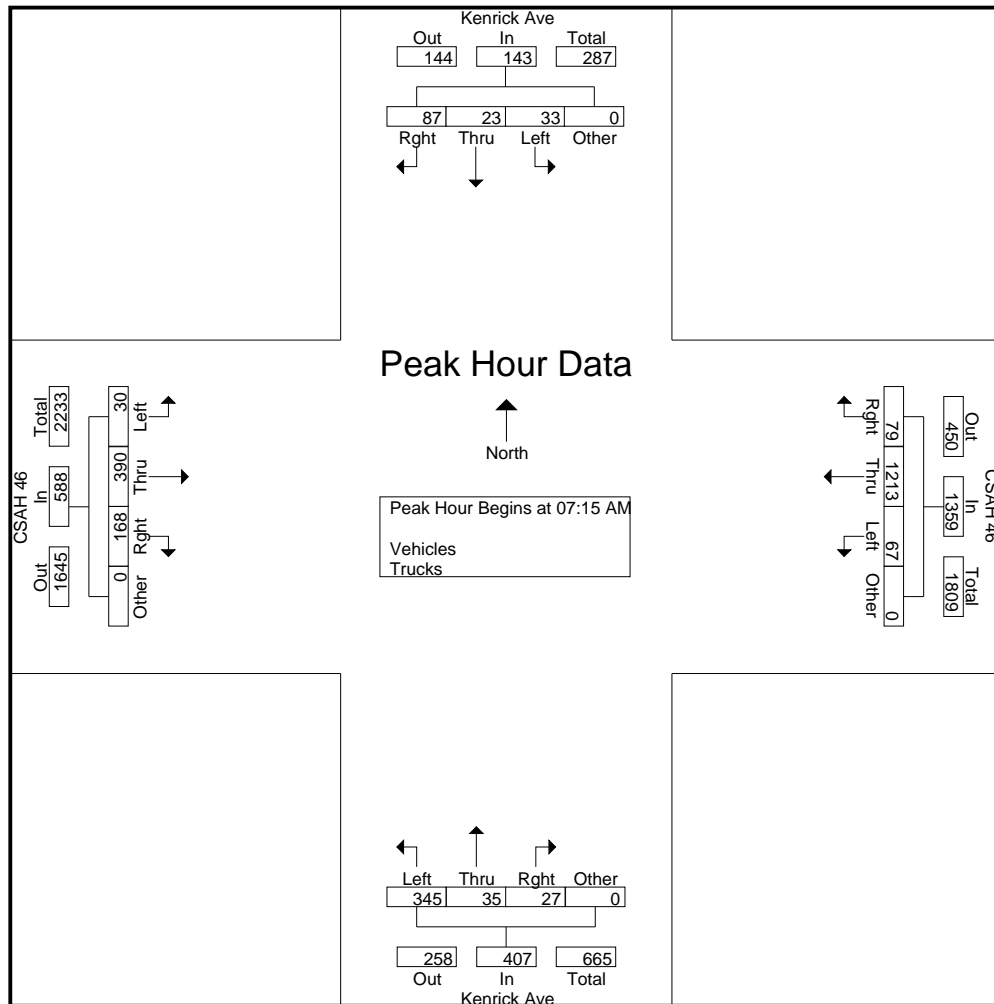 Kenrick Ave
Out In Total
144 143 287
87 23 33 0
Rght Thru Left Other
Peak Hour Data
North
Peak Hour Begins at 07:15 AM
Vehicles
Trucks
CSAH 46
Total In Out
2233 588 1645
30 390 168 0
Left Thru Rght Other
Rght Thru Left Other
79 1213 67 0
Out In Total
450 1359 1809
CSAH 46
Left Thru Rght Other
345 35 27 0
258 407 665
Out In Total
Kenrick Ave